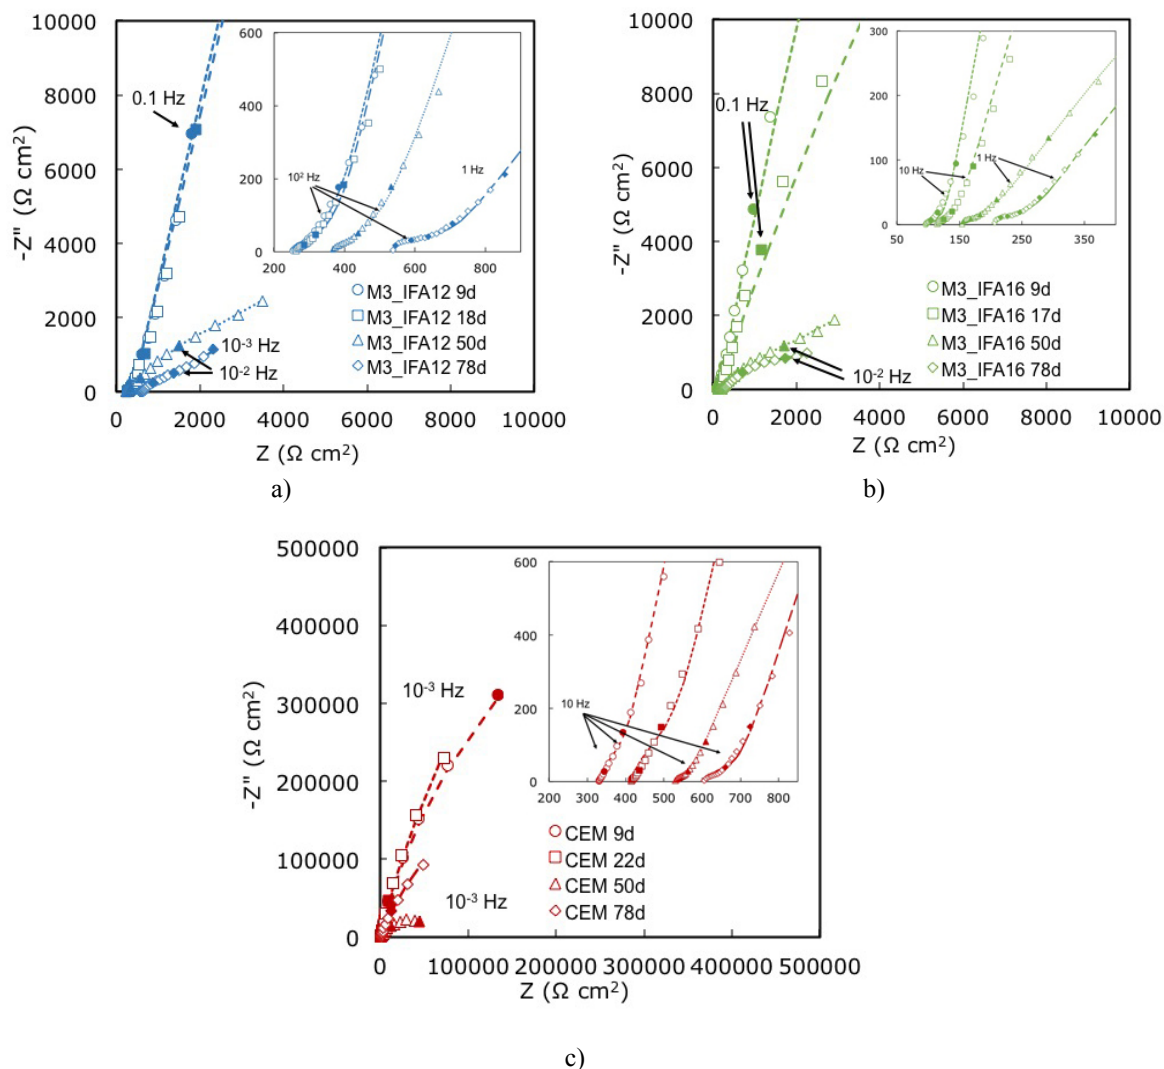 10000
8000
6000
4000
2000
0
-Z" (Ω cm²)
0 2000 4000 6000 8000 10000
Z (Ω cm²)
0.1 Hz
10⁻³ Hz
10⁻² Hz
600
400
200
0
200 400 600 800
10² Hz
1 Hz
M3_IFA12 9d
M3_IFA12 18d
M3_IFA12 50d
M3_IFA12 78d
a)
10000
8000
6000
4000
2000
0
-Z" (Ω cm²)
0 2000 4000 6000 8000 10000
Z (Ω cm²)
0.1 Hz
10⁻² Hz
300
200
100
0
50 150 250 350
10 Hz
1 Hz
M3_IFA16 9d
M3_IFA16 17d
M3_IFA16 50d
M3_IFA16 78d
b)
500000
400000
300000
200000
100000
0
-Z" (Ω cm²)
0 100000 200000 300000 400000 500000
Z (Ω cm²)
10⁻³ Hz
10⁻³ Hz
600
400
200
0
200 300 400 500 600 700 800
10 Hz
CEM 9d
CEM 22d
CEM 50d
CEM 78d
c)